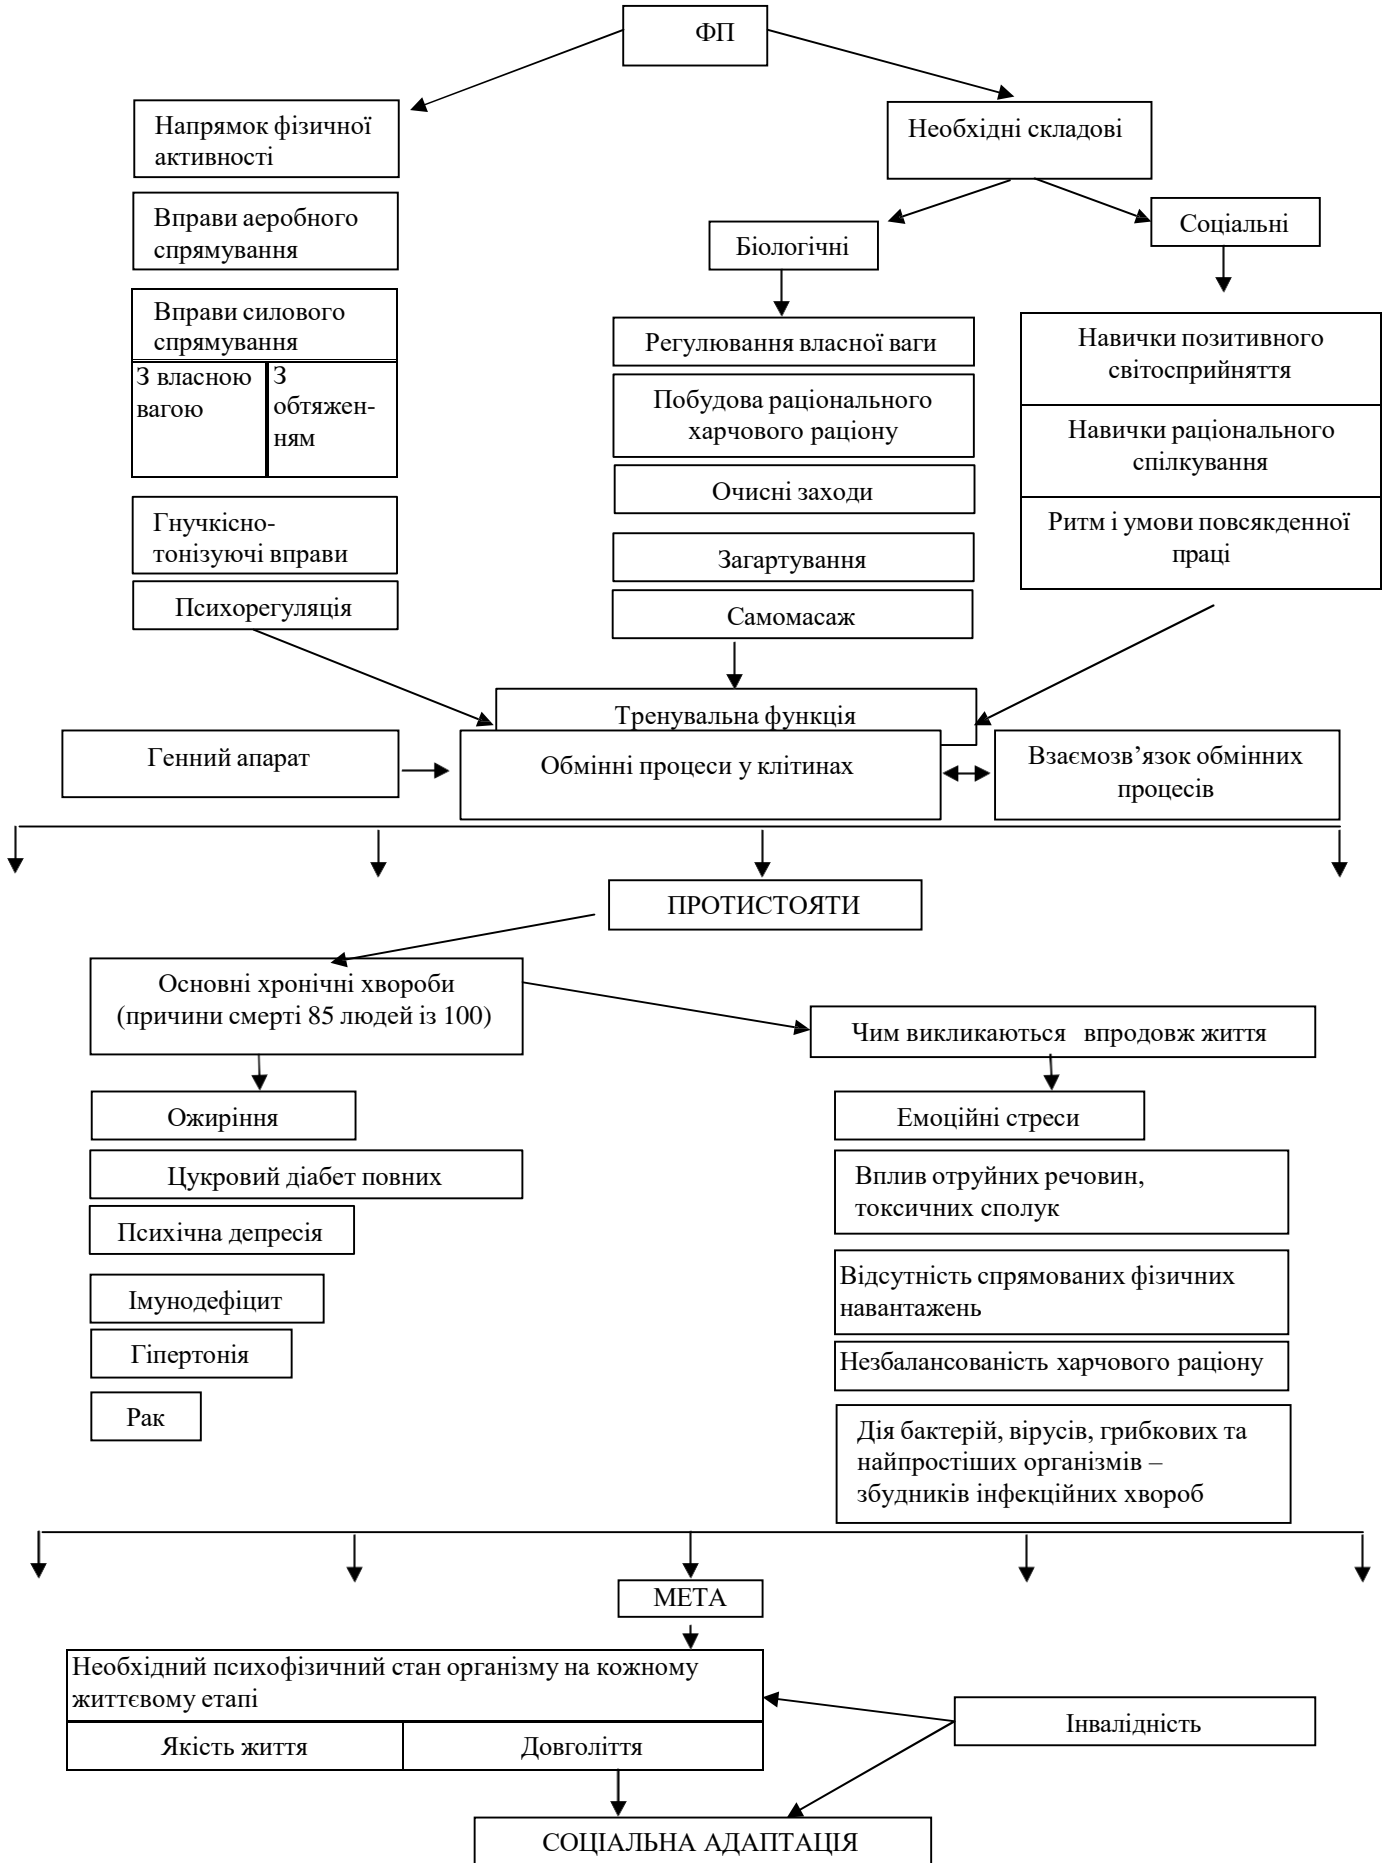 ФП
Напрямок фізичної
активності
Необхідні складові
Вправи аеробного
спрямування
Біологічні
Соціальні
Вправи силового
спрямування
З власною
вагою
З
обтяжен-
ням
Гнучкісно-
тонізуючі вправи
Психорегуляція
Регулювання власної ваги
Побудова раціонального
харчового раціону
Очисні заходи
Загартування
Самомасаж
Навички позитивного
світосприйняття
Навички раціонального
спілкування
Ритм і умови повсякденної
праці
Тренувальна функція
Генний апарат
Обмінні процеси у клітинах
Взаємозв’язок обмінних
процесів
ПРОТИСТОЯТИ
Основні хронічні хвороби
(причини смерті 85 людей із 100)
Чим викликаються впродовж життя
Ожиріння
Цукровий діабет повних
Психічна депресія
Імунодефіцит
Гіпертонія
Рак
Емоційні стреси
Вплив отруйних речовин,
токсичних сполук
Відсутність спрямованих фізичних
навантажень
Незбалансованість харчового раціону
Дія бактерій, вірусів, грибкових та
найпростіших організмів –
збудників інфекційних хвороб
МЕТА
Необхідний психофізичний стан організму на кожному
життєвому етапі
Якість життя
Довголіття
Інвалідність
СОЦІАЛЬНА АДАПТАЦІЯ